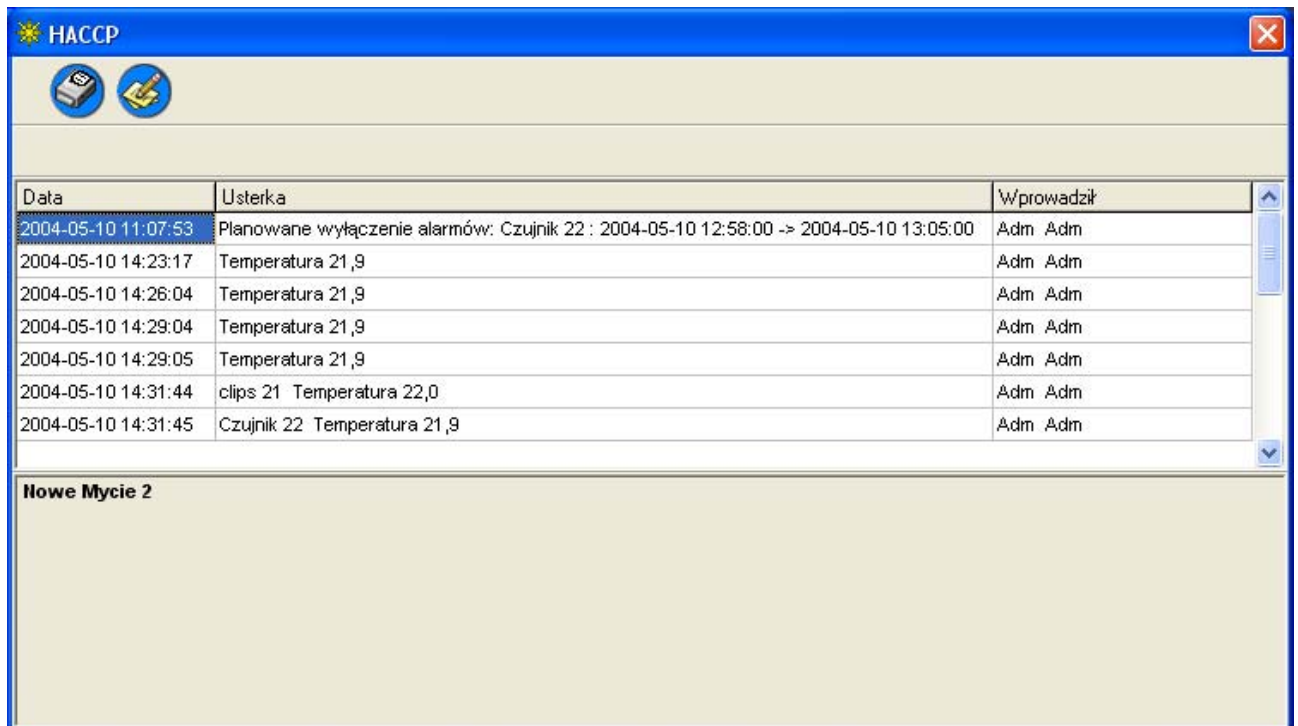 HACCP
Data Usterka Wprowadził
2004-05-10 11:07:53 Planowane wyłączenie alarmów: Czujnik 22 : 2004-05-10 12:58:00 -> 2004-05-10 13:05:00 Adm Adm
2004-05-10 14:23:17 Temperatura 21,9 Adm Adm
2004-05-10 14:26:04 Temperatura 21,9 Adm Adm
2004-05-10 14:29:04 Temperatura 21,9 Adm Adm
2004-05-10 14:29:05 Temperatura 21,9 Adm Adm
2004-05-10 14:31:44 clips 21 Temperatura 22,0 Adm Adm
2004-05-10 14:31:45 Czujnik 22 Temperatura 21,9 Adm Adm
Nowe Mycie 2